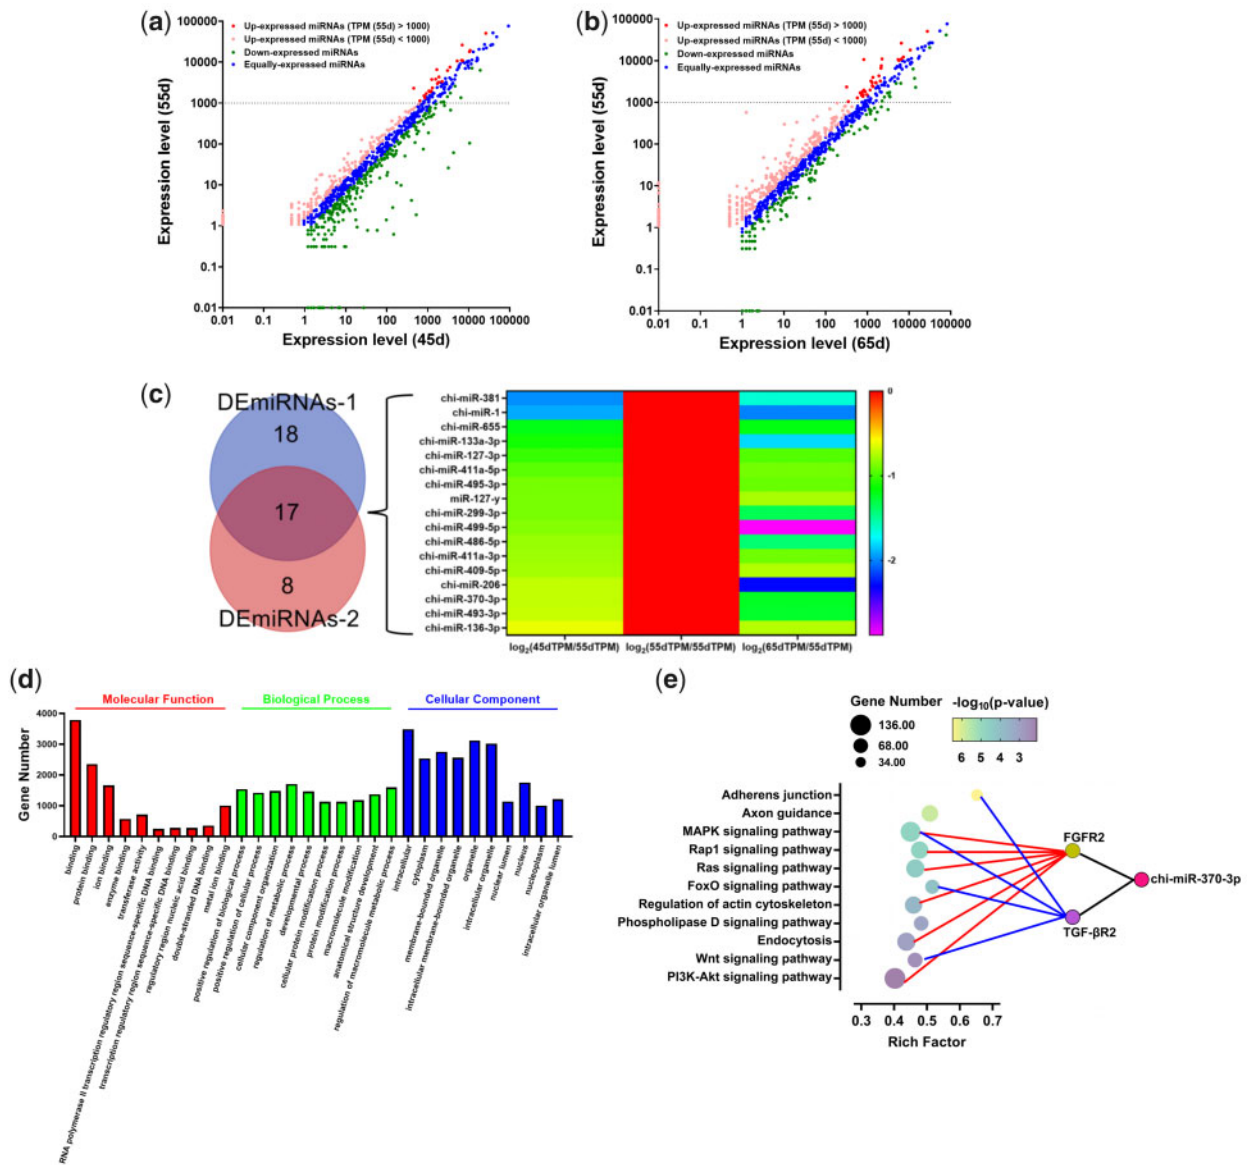 (a)
Up-expressed miRNAs (TPM (55d) > 1000)
Up-expressed miRNAs (TPM (55d) < 1000)
Down-expressed miRNAs
Equally-expressed miRNAs
Expression level (55d)
100000
10000
1000
100
10
1
0.1
0.01
0.01 0.1 1 10 100 1000 10000 100000
Expression level (45d)
(b)
Up-expressed miRNAs (TPM (55d) > 1000)
Up-expressed miRNAs (TPM (55d) < 1000)
Down-expressed miRNAs
Equally-expressed miRNAs
Expression level (55d)
100000
10000
1000
100
10
1
0.1
0.01
0.01 0.1 1 10 100 1000 10000 100000
Expression level (65d)
(c)
DEmiRNAs-1
18
17
8
DEmiRNAs-2
chi-miR-381
chi-miR-1
chi-miR-655
chi-miR-133a-3p
chi-miR-127-3p
chi-miR-411a-5p
chi-miR-495-3p
miR-127-y
chi-miR-299-3p
chi-miR-499-5p
chi-miR-486-5p
chi-miR-411a-3p
chi-miR-409-5p
chi-miR-206
chi-miR-370-3p
chi-miR-493-3p
chi-miR-136-3p
log2(45dTPM/55dTPM) log2(55dTPM/55dTPM) log2(65dTPM/55dTPM)
0
-1
-2
(d)
Molecular Function Biological Process Cellular Component
Gene Number
4000
3000
2000
1000
0
binding
protein binding
ion binding
enzyme binding
transferase activity
RNA polymerase II transcription regulatory region sequence-specific DNA binding
transcription regulatory region sequence-specific DNA binding
regulatory region nucleic acid binding
double-stranded DNA binding
metal ion binding
positive regulation of biological process
positive regulation of cellular process
cellular component organization
regulation of metabolic process
developmental process
cellular protein modification process
protein modification process
macromolecule modification
anatomical structure development
regulation of macromolecule metabolic process
intracellular
cytoplasm
membrane-bounded organelle
intracellular membrane-bounded organelle
organelle
intracellular organelle
nuclear lumen
nucleus
nucleoplasm
intracellular organelle lumen
(e)
Gene Number
136.00
68.00
34.00
-log10(p-value)
6 5 4 3
Adherens junction
Axon guidance
MAPK signaling pathway
Rap1 signaling pathway
Ras signaling pathway
FoxO signaling pathway
Regulation of actin cytoskeleton
Phospholipase D signaling pathway
Endocytosis
Wnt signaling pathway
PI3K-Akt signaling pathway
FGFR2
chi-miR-370-3p
TGF-βR2
0.3 0.4 0.5 0.6 0.7
Rich Factor